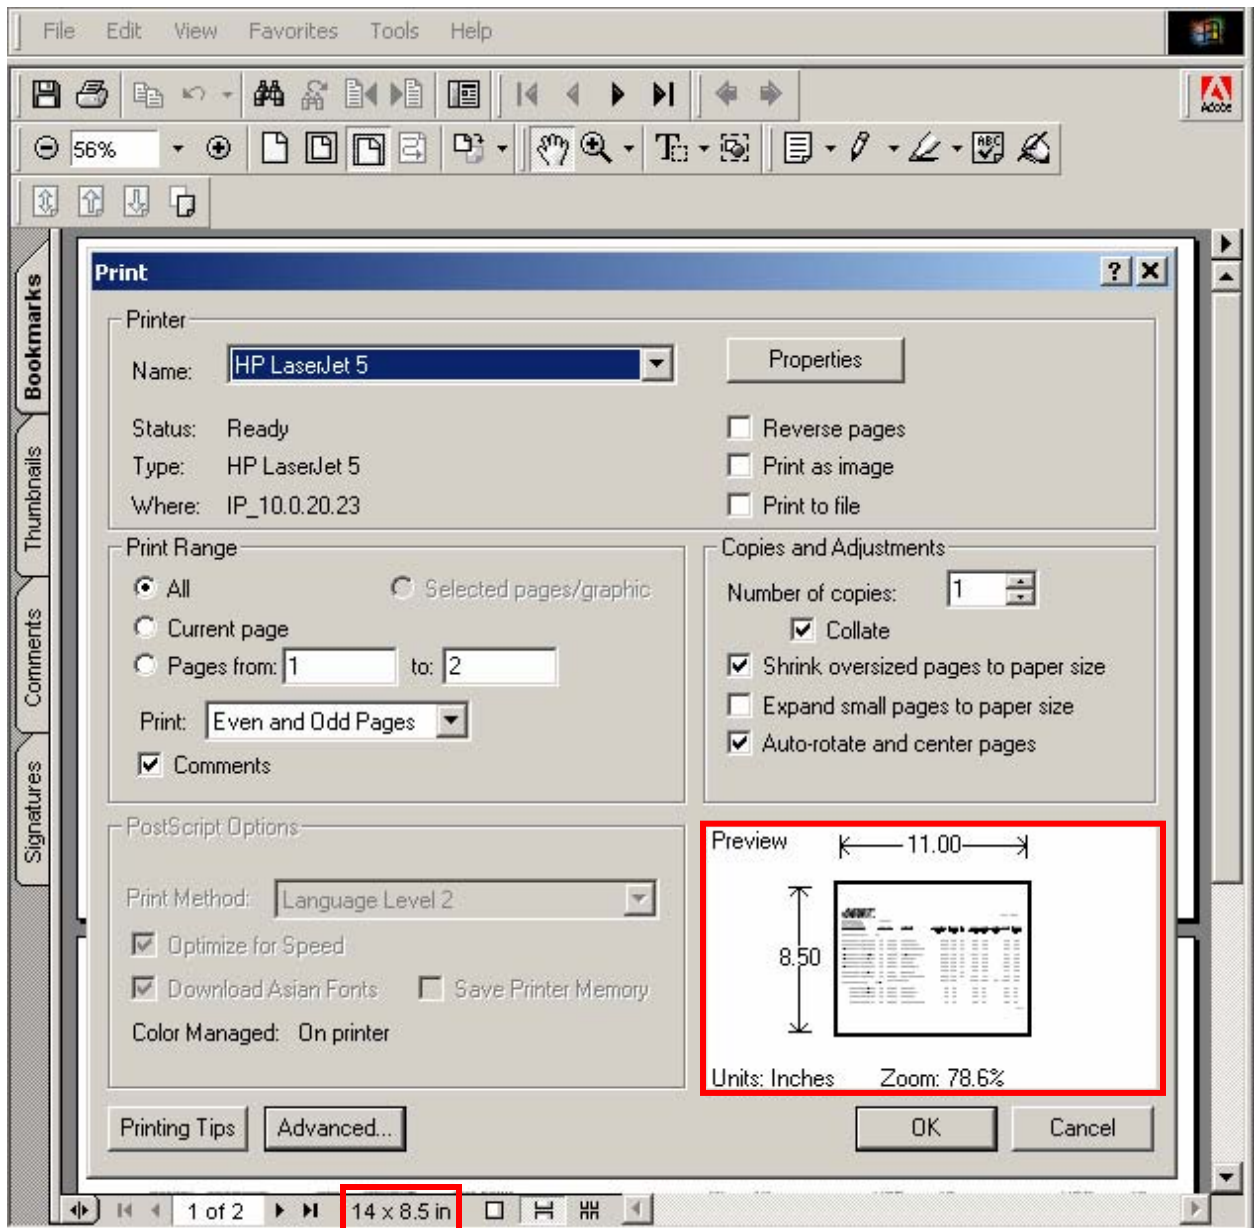 File Edit View Favorites Tools Help
Adobe
56%
Bookmarks
Thumbnails
Comments
Signatures
Print
Printer
Name: HP LaserJet 5
Properties
Status: Ready
Reverse pages
Type: HP LaserJet 5
Print as image
Where: IP_10.0.20.23
Print to file
Print Range
All
Selected pages/graphic
Current page
Pages from: 1 to: 2
Print: Even and Odd Pages
Comments
Copies and Adjustments
Number of copies: 1
Collate
Shrink oversized pages to paper size
Expand small pages to paper size
Auto-rotate and center pages
PostScript Options
Print Method: Language Level 2
Optimize for Speed
Download Asian Fonts Save Printer Memory
Color Managed: On printer
Preview
11.00
8.50
Units: Inches Zoom: 78.6%
Printing Tips Advanced... OK Cancel
1 of 2 14 x 8.5 in